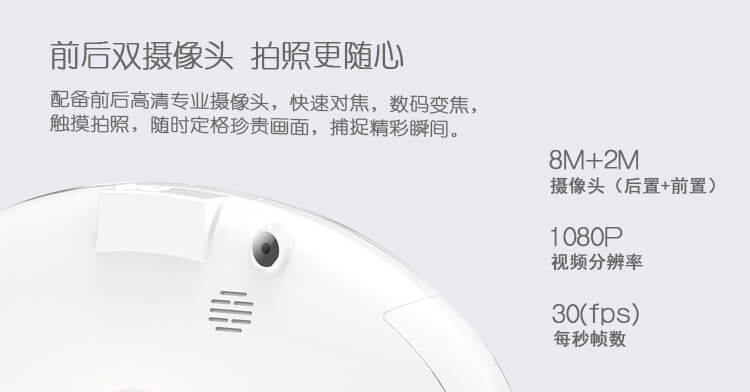 前后双摄像头 拍照更随心
配备前后高清专业摄像头，快速对焦，数码变焦，
触摸拍照，随时定格珍贵画面，捕捉精彩瞬间。
8M+2M
摄像头（后置+前置）
1080P
视频分辨率
30(fps)
每秒帧数